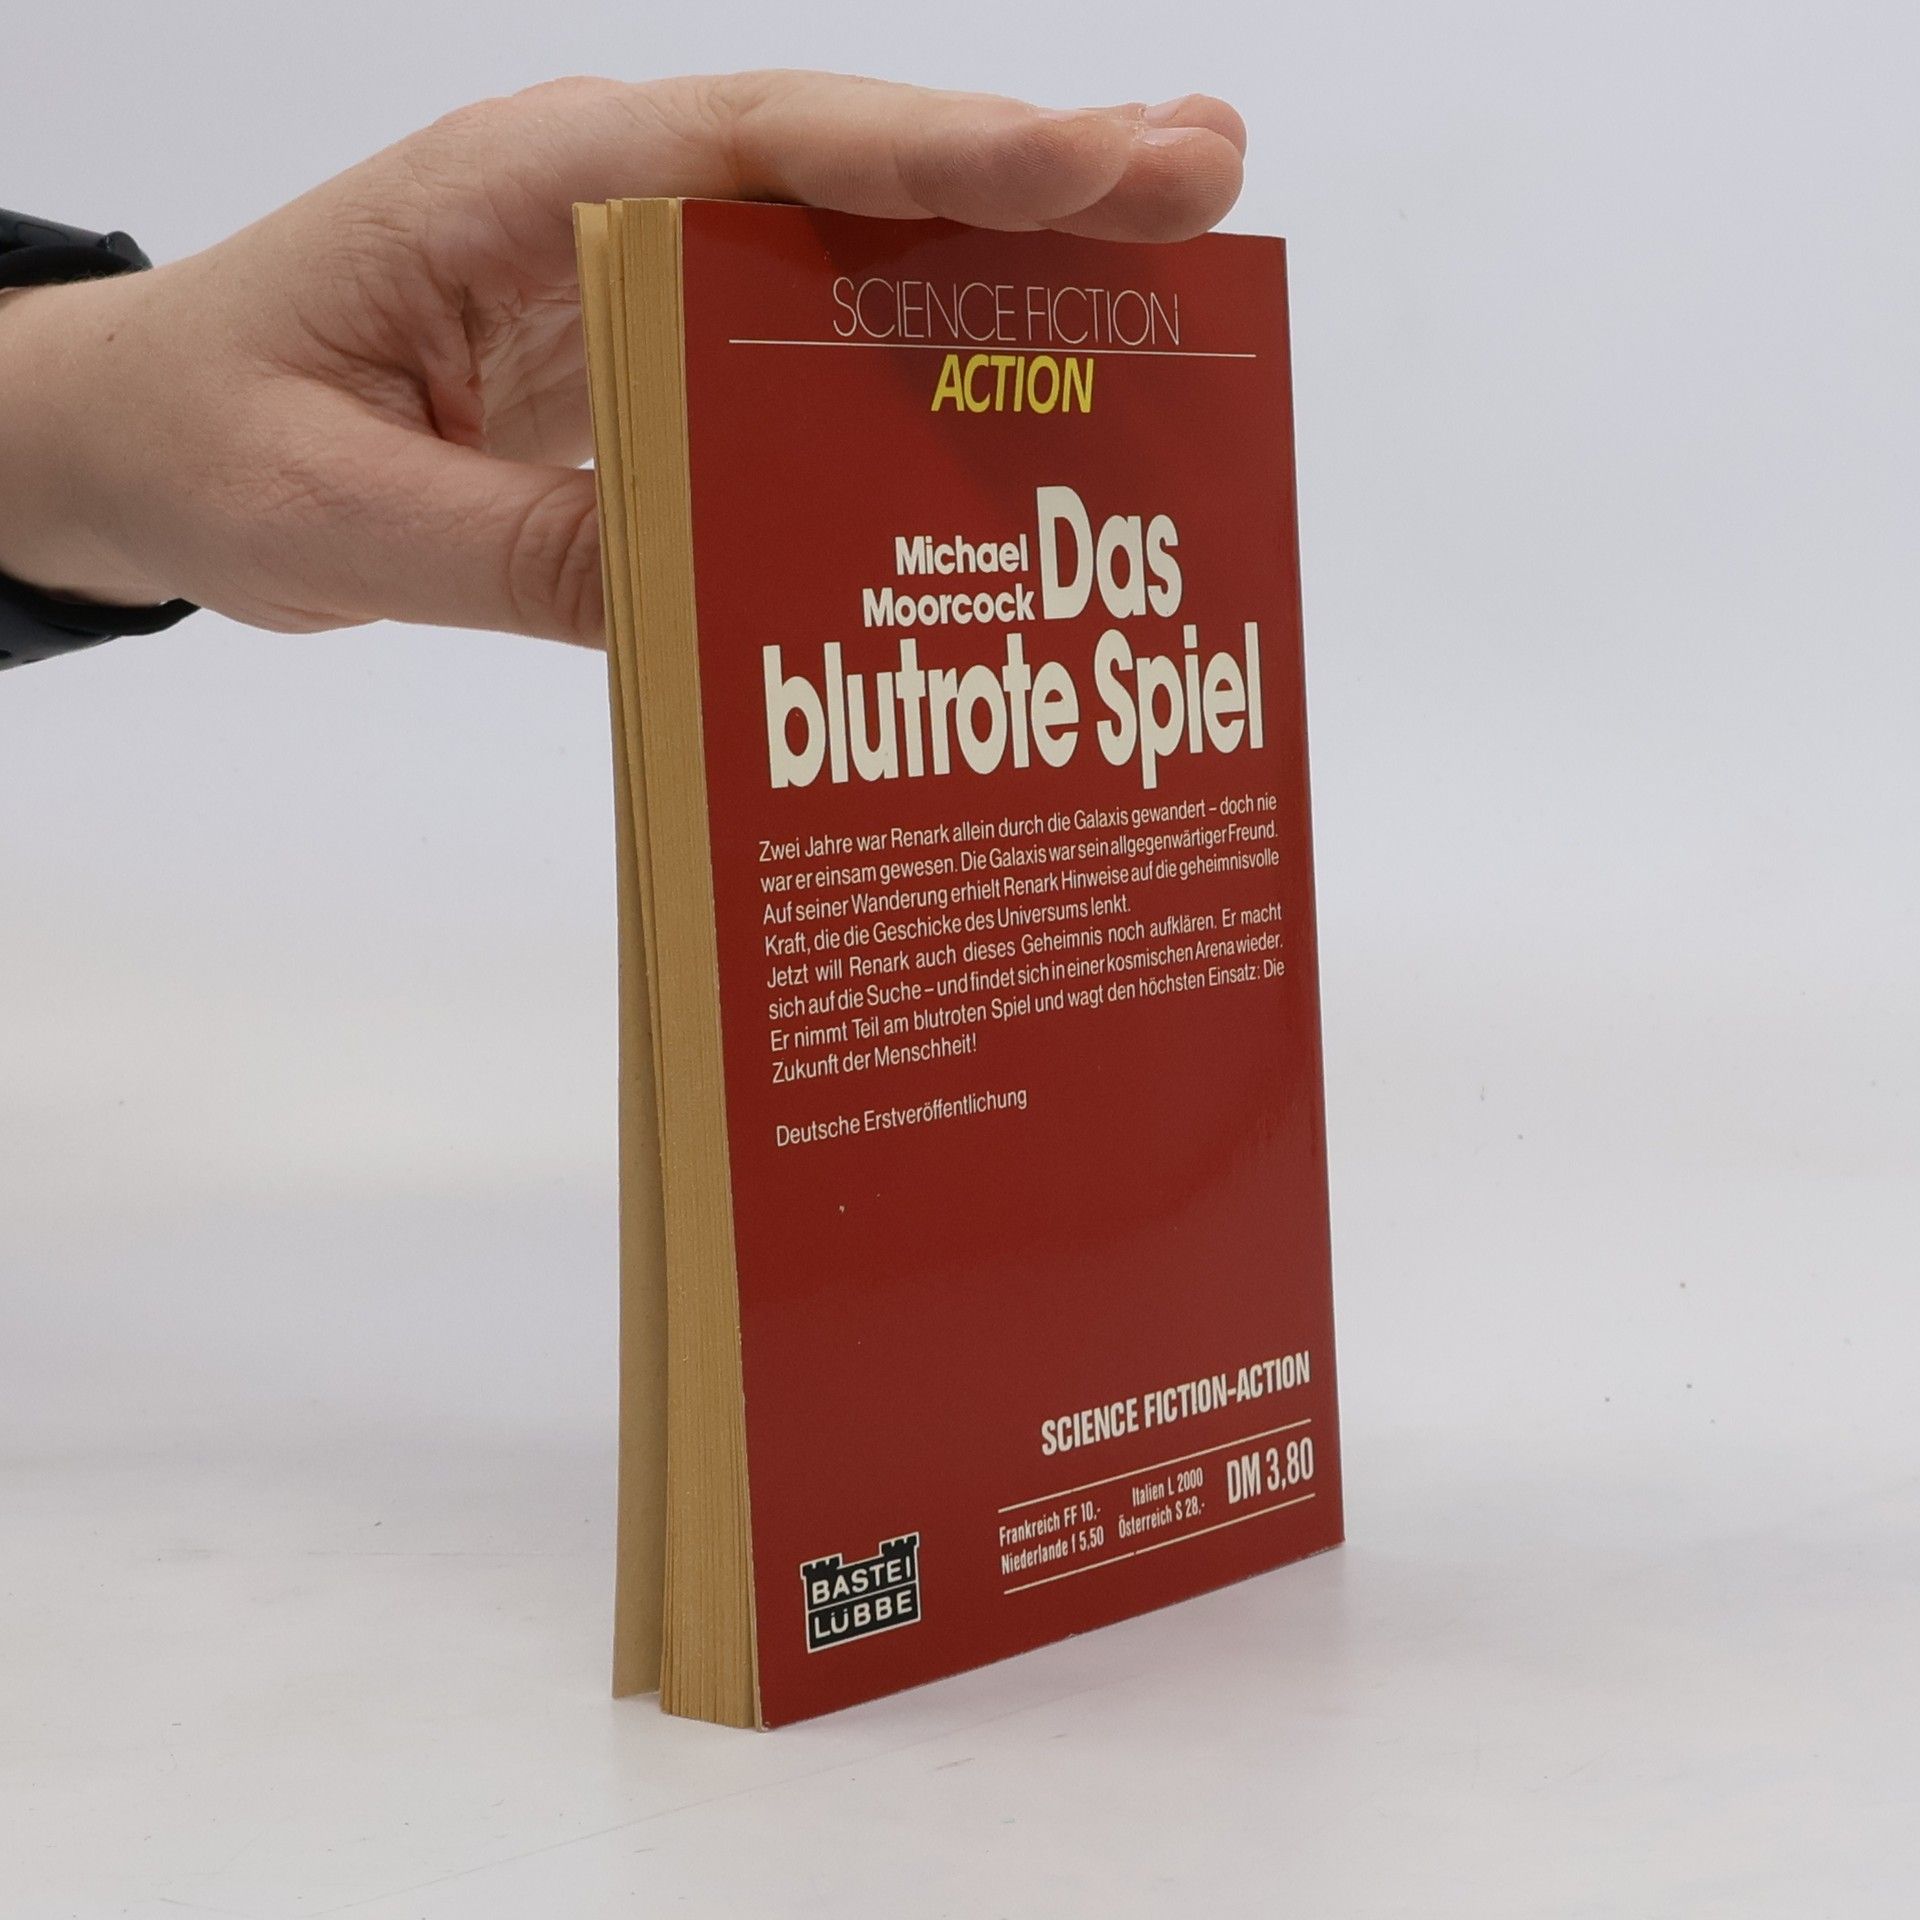 SCIENCE FICTION
ACTION
Michael
Moorcock Das
blutrote Spiel
Zwei Jahre war Renark allein durch die Galaxis gewandert – doch nie
war er einsam gewesen. Die Galaxis war sein allgegenwärtiger Freund.
Auf seiner Wanderung erhielt Renark Hinweise auf die geheimnisvolle
Kraft, die die Geschicke des Universums lenkt.
Jetzt will Renark auch dieses Geheimnis noch aufklären. Er macht
sich auf die Suche – und findet sich in einer kosmischen Arena wieder.
Er nimmt Teil am blutroten Spiel und wagt den höchsten Einsatz: Die
Zukunft der Menschheit!
Deutsche Erstveröffentlichung
SCIENCE FICTION-ACTION
Frankreich FF 10,- Italien L 2000
Niederlande f 5,50 Österreich S 28,-
DM 3,80
BASTEI
LÜBBE